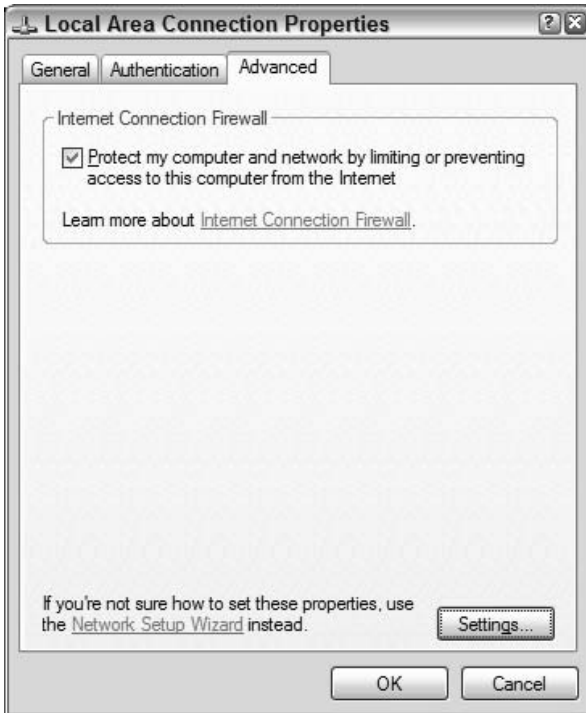 Local Area Connection Properties
General Authentication Advanced
Internet Connection Firewall
Protect my computer and network by limiting or preventing
access to this computer from the Internet
Learn more about Internet Connection Firewall.
If you're not sure how to set these properties, use
the Network Setup Wizard instead.
Settings...
OK Cancel